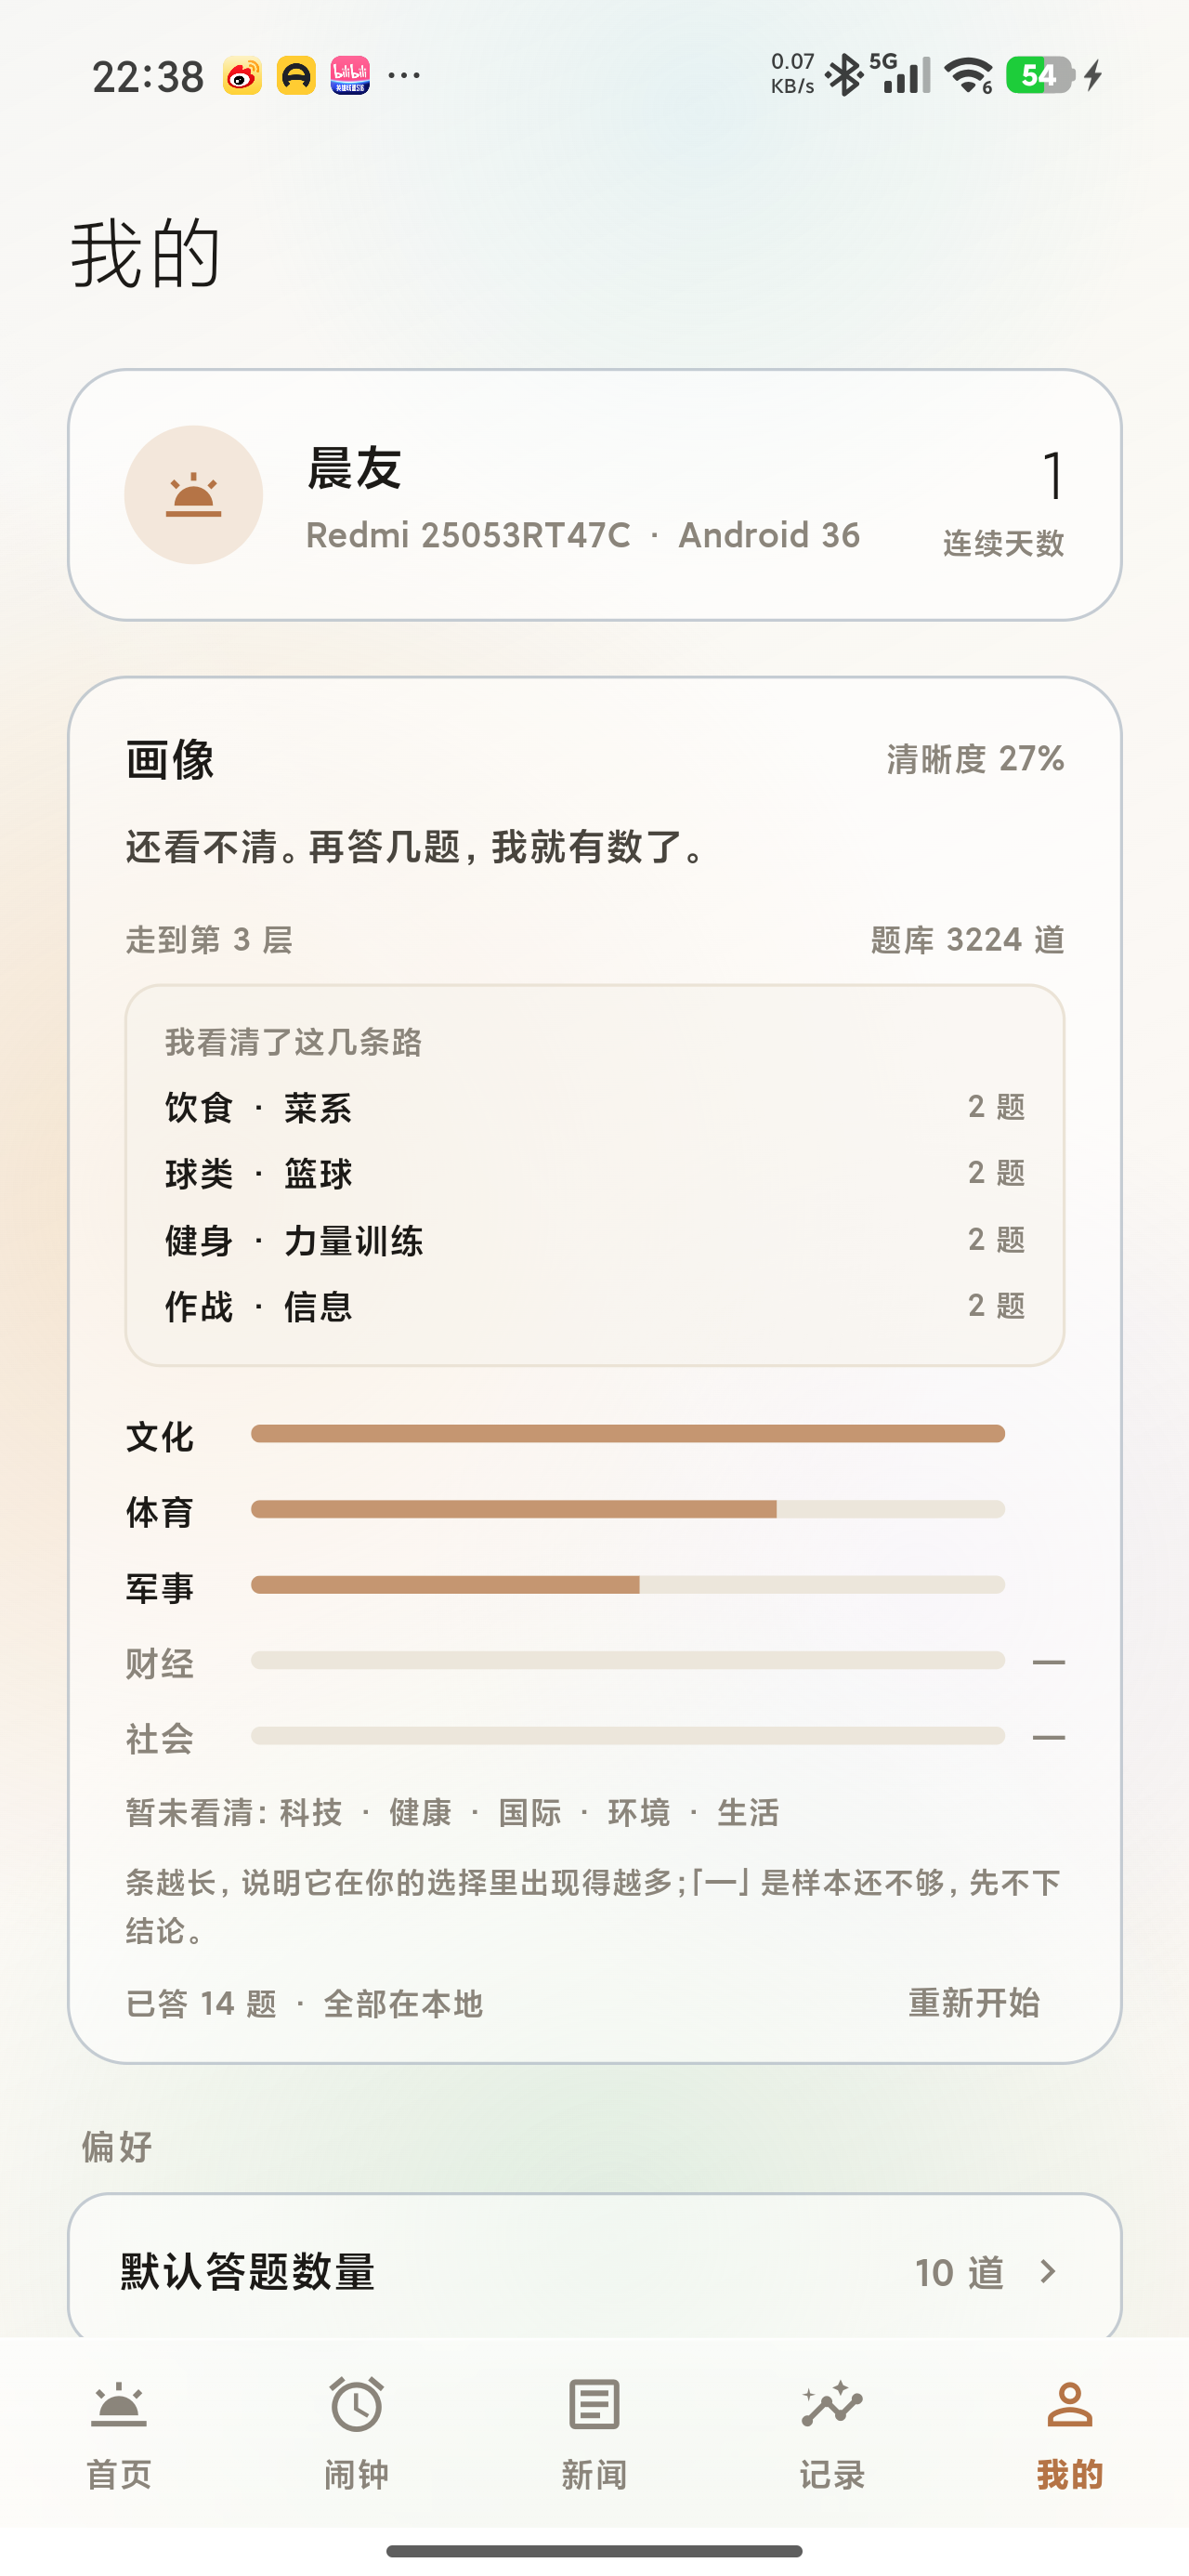 22:38
0.07 KB/s 5G 6 54
我的
晨友
Redmi 25053RT47C · Android 36
1
连续天数
画像
清晰度 27%
还看不清。再答几题，我就有数了。
走到第 3 层
题库 3224 道
我看清了这几条路
饮食 · 菜系
2 题
球类 · 篮球
2 题
健身 · 力量训练
2 题
作战 · 信息
2 题
文化
体育
军事
财经 —
社会 —
暂未看清：科技 · 健康 · 国际 · 环境 · 生活
条越长，说明它在你的选择里出现得越多；「—」是样本还不够，先不下
结论。
已答 14 题 · 全部在本地
重新开始
偏好
默认答题数量
10 道
首页
闹钟
新闻
记录
我的